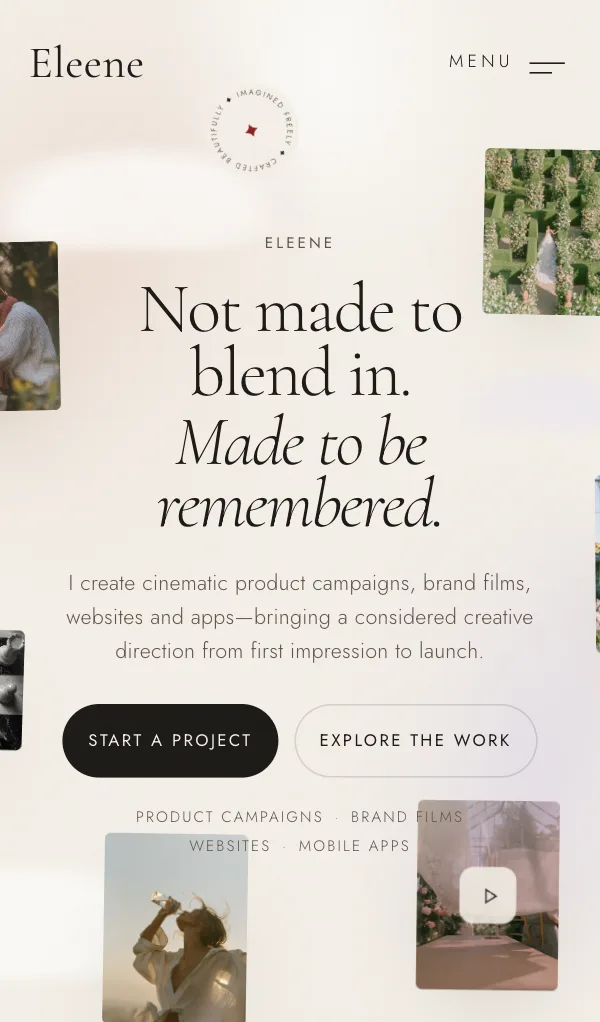 Eleene
MENU
IMAGINED FREELY ✦ CRAFTED BEAUTIFULLY ✦
ELEENE
Not made to
blend in.
Made to be
remembered.
I create cinematic product campaigns, brand films,
websites and apps—bringing a considered creative
direction from first impression to launch.
START A PROJECT
EXPLORE THE WORK
PRODUCT CAMPAIGNS · BRAND FILMS
WEBSITES · MOBILE APPS